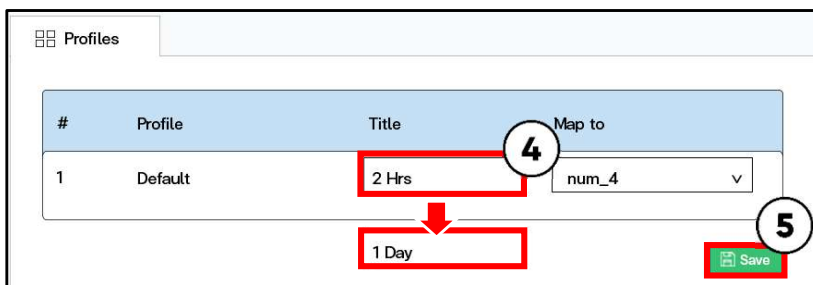 Profiles
# Profile Title Map to
4
1 Default 2 Hrs num_4
1 Day
5
Save